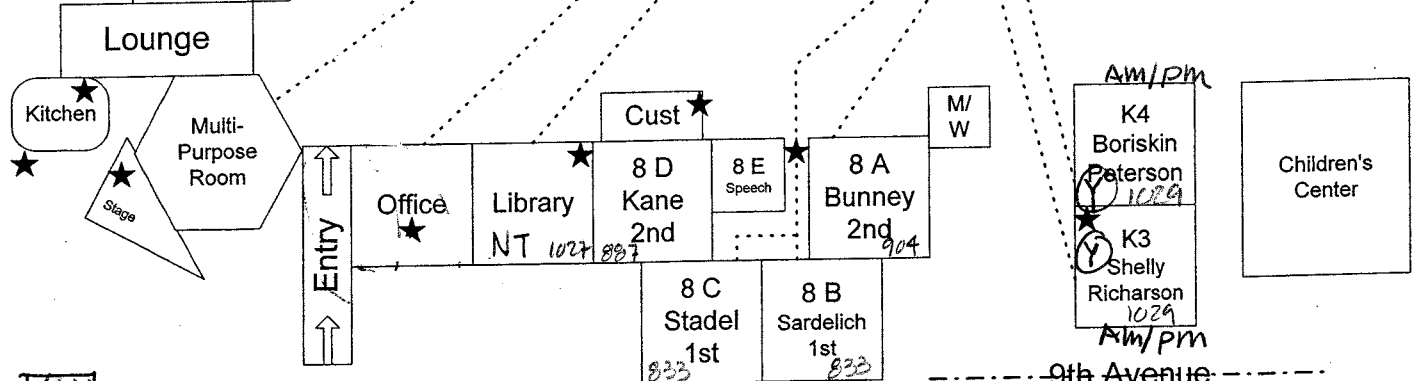 Lounge
Kitchen
Multi-
Purpose
Room
Stage
Entry
Office
Library
NT 1027
Cust
8 D
Kane
2nd
887
8 E
Speech
8 A
Bunney
2nd
904
M/
W
8 C
Stadel
1st
833
8 B
Sardelich
1st
833
Am/pm
K4
Boriskin
Peterson
Y 1029
K3
Y
Shelly
Richarson
1029
Am/pm
Children's
Center
9th Avenue